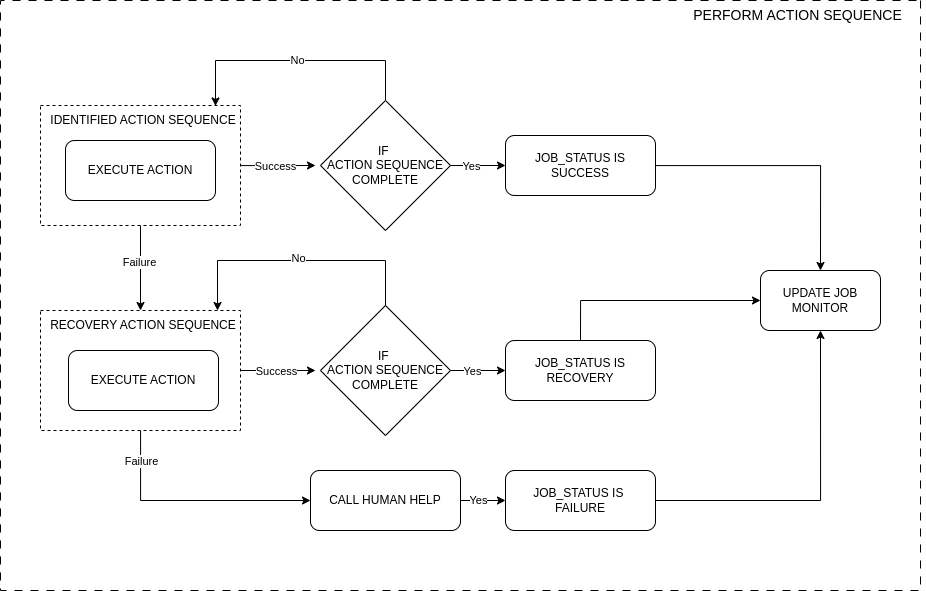 PERFORM ACTION SEQUENCE
No
IDENTIFIED ACTION SEQUENCE
EXECUTE ACTION
Success
IF
ACTION SEQUENCE
COMPLETE
Yes
JOB_STATUS IS
SUCCESS
Failure
No
RECOVERY ACTION SEQUENCE
EXECUTE ACTION
Success
IF
ACTION SEQUENCE
COMPLETE
Yes
JOB_STATUS IS
RECOVERY
UPDATE JOB
MONITOR
Failure
CALL HUMAN HELP
Yes
JOB_STATUS IS
FAILURE